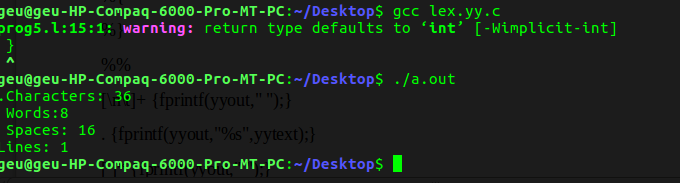 geu@geu-HP-Compaq-6000-Pro-MT-PC:~/Desktop$ gcc lex.yy.c
prog5.l:15:1: warning: return type defaults to ‘int’ [-Wimplicit-int]
}
^
%%
geu@geu-HP-Compaq-6000-Pro-MT-PC:~/Desktop$ ./a.out
.Characters: 36
]+ {fprintf(yyout," ");}
Words:8
Spaces: 16
. {fprintf(yyout,"%s",yytext);}
Lines: 1
geu@geu-HP-Compaq-6000-Pro-MT-PC:~/Desktop$